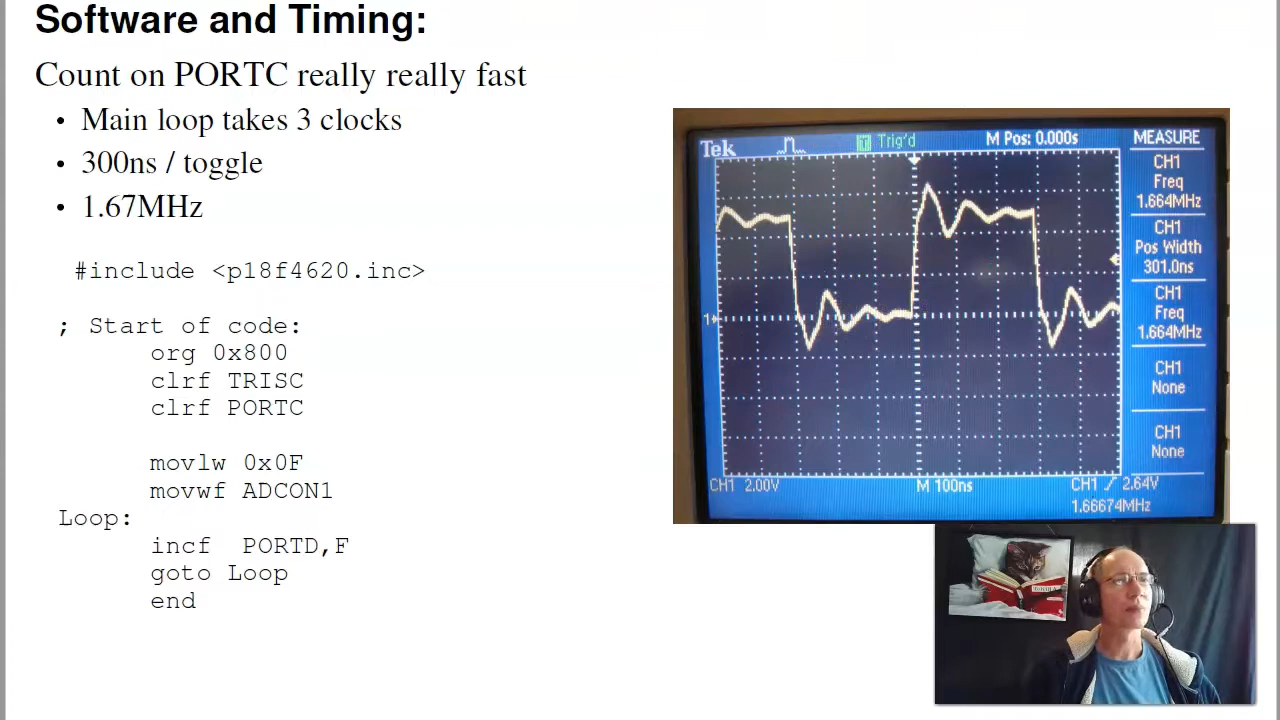 Software and Timing:
Count on PORTC really really fast
• Main loop takes 3 clocks
• 300ns / toggle
• 1.67MHz
#include <p18f4620.inc>
; Start of code:
org 0x800
clrf TRISC
clrf PORTC
movlw 0x0F
movwf ADCON1
Loop:
incf PORTD,F
goto Loop
end
Tek
T Trig'd
M Pos: 0.000s
MEASURE
CH1
Freq
1.664MHz
CH1
Pos Width
301.0ns
CH1
Freq
1.664MHz
CH1
None
CH1
None
1
CH1 2.00V
M 100ns
CH1 / 2.64V
1.66674MHz